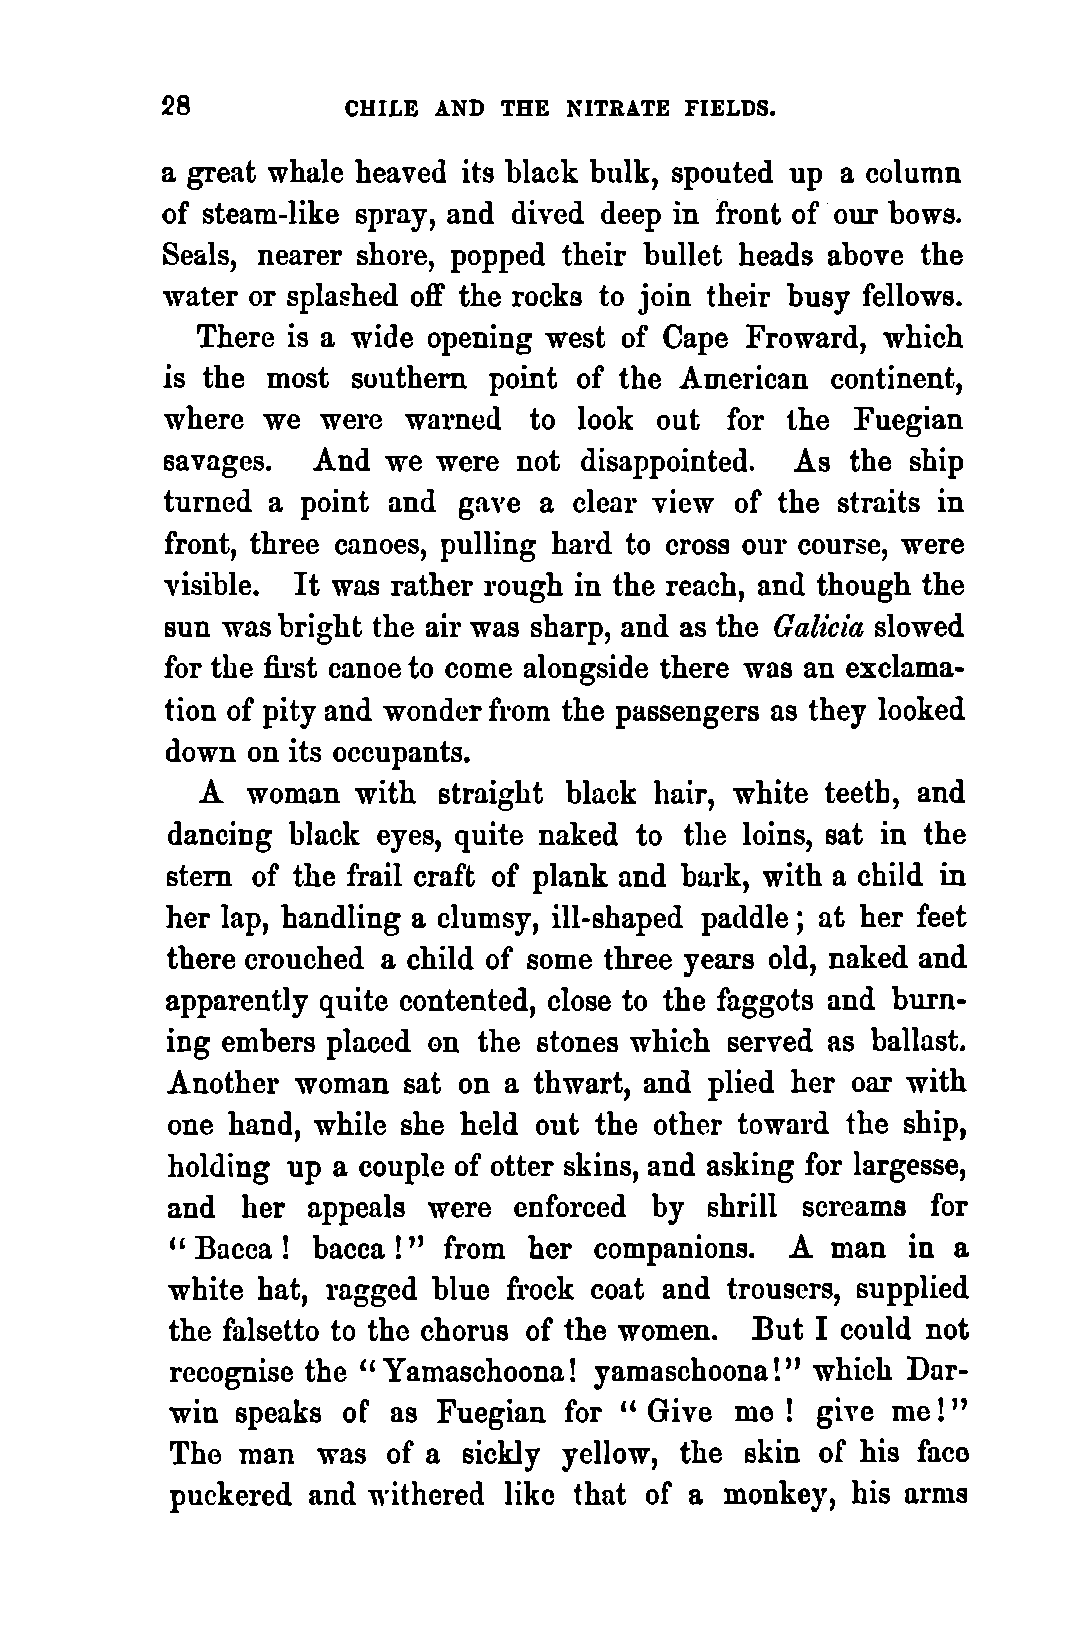 28 CHILE AND THE NITRATE FIELDS.
a great whale heaved its black bulk, spouted up a column
of steam-like spray, and dived deep in front of our bows.
Seals, nearer shore, popped their bullet heads above the
water or splashed off the rocks to join their busy fellows.
There is a wide opening west of Cape Froward, which
is the most southern point of the American continent,
where we were warned to look out for the Fuegian
savages. And we were not disappointed. As the ship
turned a point and gave a clear view of the straits in
front, three canoes, pulling hard to cross our course, were
visible. It was rather rough in the reach, and though the
sun was bright the air was sharp, and as the Galicia slowed
for the first canoe to come alongside there was an exclama-
tion of pity and wonder from the passengers as they looked
down on its occupants.
A woman with straight black hair, white teeth, and
dancing black eyes, quite naked to the loins, sat in the
stern of the frail craft of plank and bark, with a child in
her lap, handling a clumsy, ill-shaped paddle; at her feet
there crouched a child of some three years old, naked and
apparently quite contented, close to the faggots and burn-
ing embers placed on the stones which served as ballast.
Another woman sat on a thwart, and plied her oar with
one hand, while she held out the other toward the ship,
holding up a couple of otter skins, and asking for largesse,
and her appeals were enforced by shrill screams for
“Bacca! bacca!” from her companions. A man in a
white hat, ragged blue frock coat and trousers, supplied
the falsetto to the chorus of the women. But I could not
recognise the “Yamaschoona! yamaschoona!” which Dar-
win speaks of as Fuegian for “Give me! give me!”
The man was of a sickly yellow, the skin of his face
puckered and withered like that of a monkey, his arms